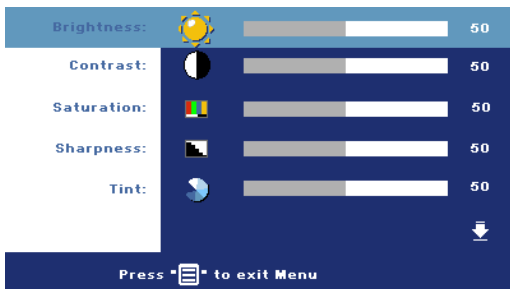 Brightness: 50
Contrast: 50
Saturation: 50
Sharpness: 50
Tint: 50
Press "" to exit Menu